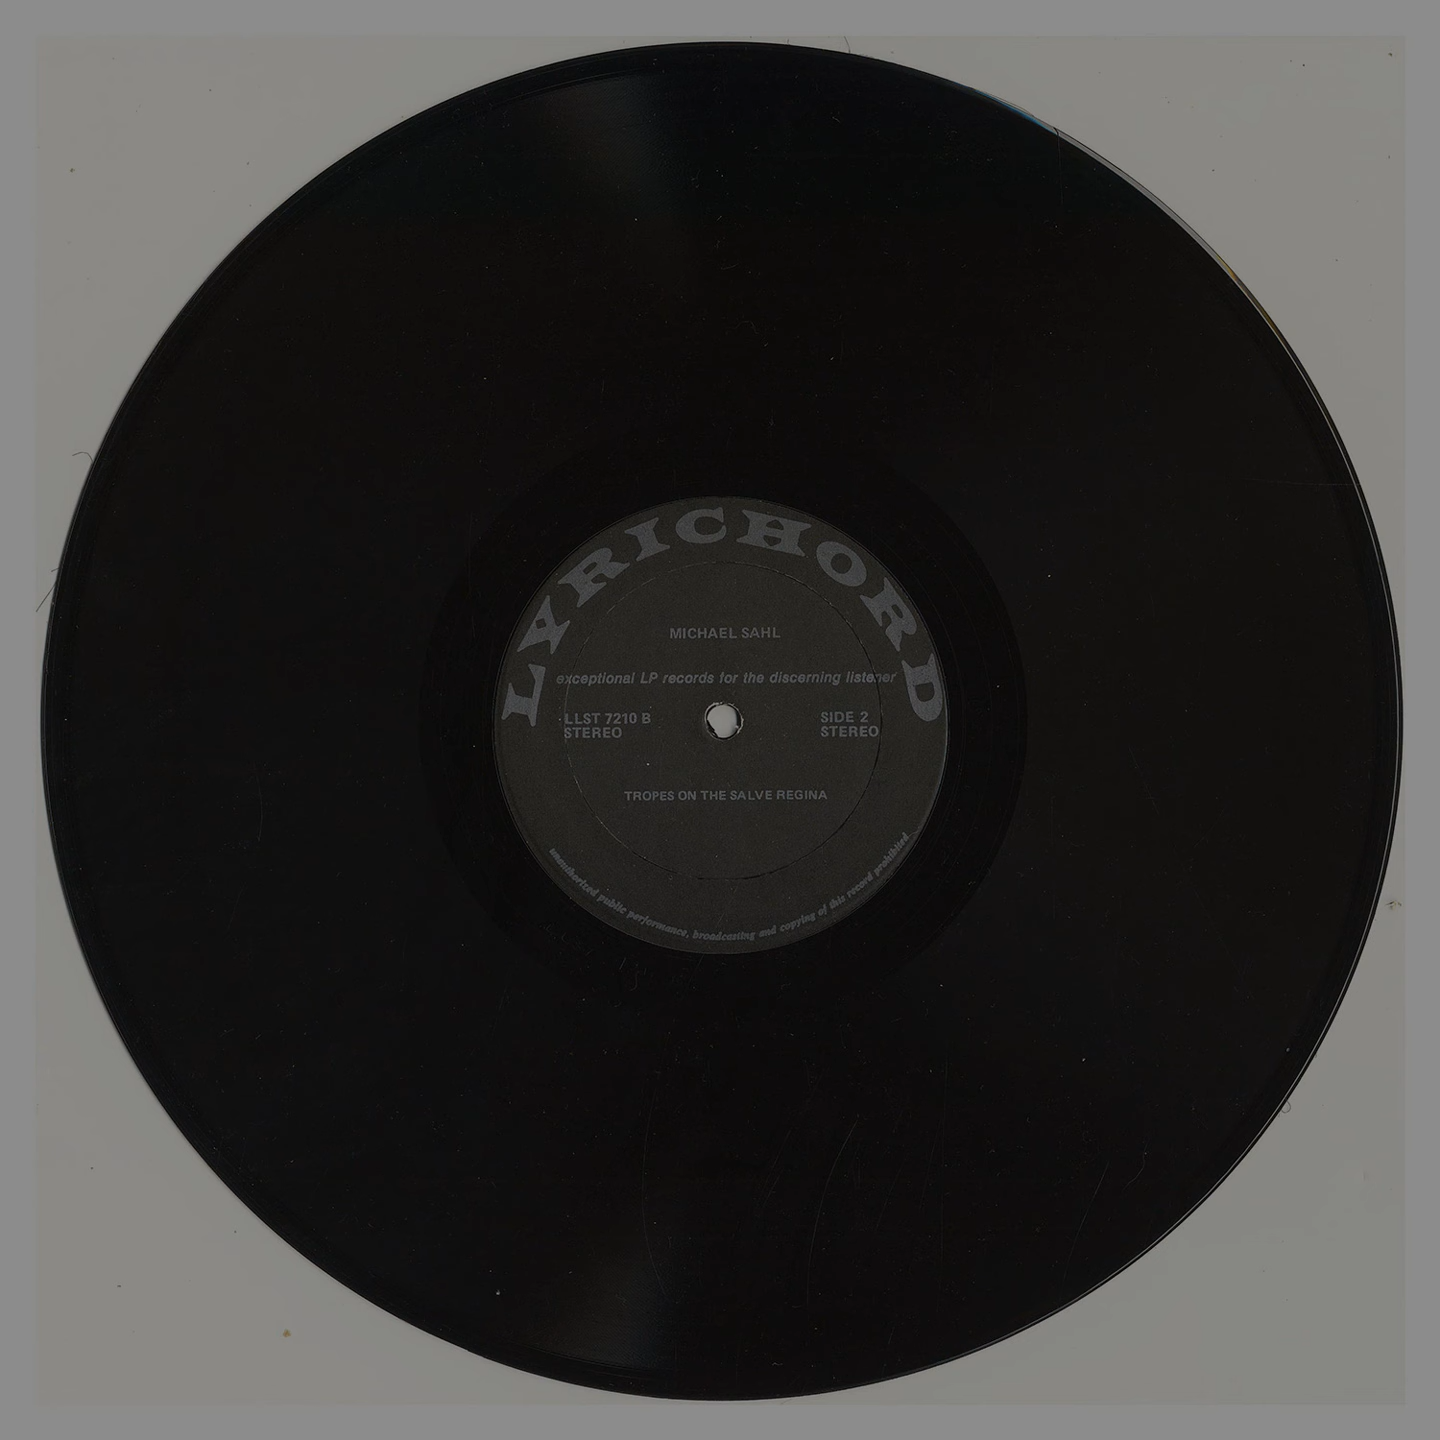 LYRICHORD
MICHAEL SAHL
exceptional LP records for the discerning listener
LLST 7210 B
STEREO
SIDE 2
STEREO
TROPES ON THE SALVE REGINA
unauthorized public performance, broadcasting and copying of this record prohibited